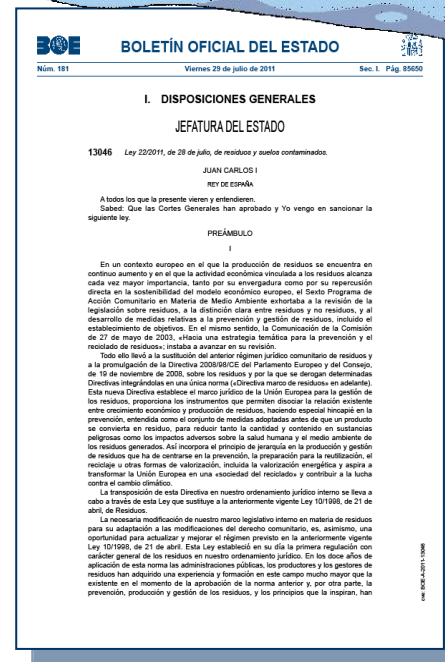 BOE
BOLETÍN OFICIAL DEL ESTADO
Núm. 181
Viernes 29 de julio de 2011
Sec. I. Pág. 85650
I. DISPOSICIONES GENERALES
JEFATURA DEL ESTADO
13046 Ley 22/2011, de 28 de julio, de residuos y suelos contaminados.
JUAN CARLOS I
REY DE ESPAÑA
A todos los que la presente vieren y entendieren.
Sabed: Que las Cortes Generales han aprobado y Yo vengo en sancionar la
siguiente ley.
PREÁMBULO
I
En un contexto europeo en el que la producción de residuos se encuentra en
continuo aumento y en el que la actividad económica vinculada a los residuos alcanza
cada vez mayor importancia, tanto por su envergadura como por su repercusión
directa en la sostenibilidad del modelo económico europeo, el Sexto Programa de
Acción Comunitario en Materia de Medio Ambiente exhortaba a la revisión de la
legislación sobre residuos, a la distinción clara entre residuos y no residuos, y al
desarrollo de medidas relativas a la prevención y gestión de residuos, incluido el
establecimiento de objetivos. En el mismo sentido, la Comunicación de la Comisión
de 27 de mayo de 2003, «Hacia una estrategia temática para la prevención y el
reciclado de residuos»; instaba a avanzar en su revisión.
Todo ello llevó a la sustitución del anterior régimen jurídico comunitario de residuos y
a la promulgación de la Directiva 2008/98/CE del Parlamento Europeo y del Consejo,
de 19 de noviembre de 2008, sobre los residuos y por la que se derogan determinadas
Directivas integrándolas en una única norma («Directiva marco de residuos» en adelante).
Esta nueva Directiva establece el marco jurídico de la Unión Europea para la gestión de
los residuos, proporciona los instrumentos que permiten disociar la relación existente
entre crecimiento económico y producción de residuos, haciendo especial hincapié en la
prevención, entendida como el conjunto de medidas adoptadas antes de que un producto
se convierta en residuo, para reducir tanto la cantidad y contenido en sustancias
peligrosas como los impactos adversos sobre la salud humana y el medio ambiente de
los residuos generados. Así incorpora el principio de jerarquía en la producción y gestión
de residuos que ha de centrarse en la prevención, la preparación para la reutilización, el
reciclaje u otras formas de valorización, incluida la valorización energética y aspira a
transformar la Unión Europea en una «sociedad del reciclado» y contribuir a la lucha
contra el cambio climático.
La transposición de esta Directiva en nuestro ordenamiento jurídico interno se lleva a
cabo a través de esta Ley que sustituye a la anteriormente vigente Ley 10/1998, de 21 de
abril, de Residuos.
La necesaria modificación de nuestro marco legislativo interno en materia de residuos
para su adaptación a las modificaciones del derecho comunitario, es, asimismo, una
oportunidad para actualizar y mejorar el régimen previsto en la anteriormente vigente
Ley 10/1998, de 21 de abril. Esta Ley estableció en su día la primera regulación con
carácter general de los residuos en nuestro ordenamiento jurídico. En los doce años de
aplicación de esta norma las administraciones públicas, los productores y los gestores de
residuos han adquirido una experiencia y formación en este campo mucho mayor que la
existente en el momento de la aprobación de la norma anterior y, por otra parte, la
prevención, producción y gestión de los residuos, y los principios que la inspiran, han
cve: BOE-A-2011-13046